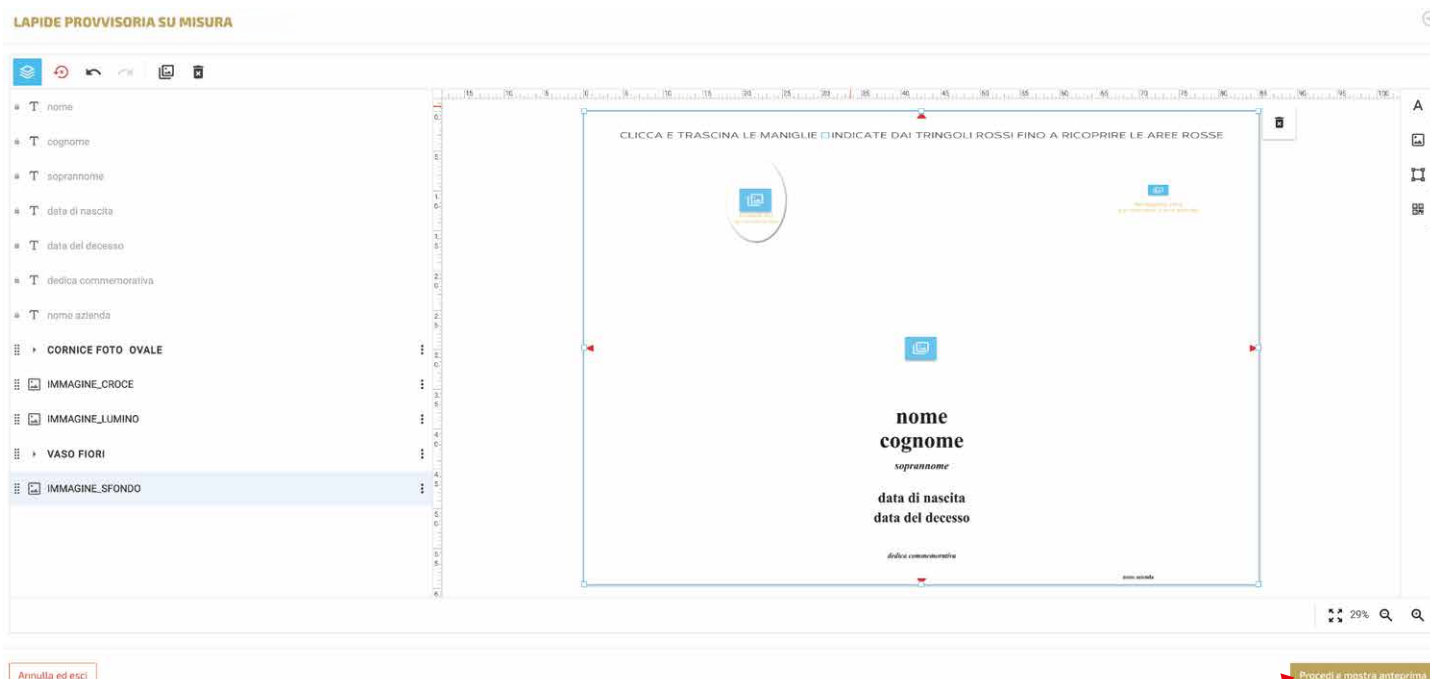 LAPIDE PROVVISORIA SU MISURA
nome
cognome
soprannome
data di nascita
data del decesso
dedica commemorativa
nome azienda
CORNICE FOTO OVALE
IMMAGINE_CROCE
IMMAGINE_LUMINO
VASO FIORI
IMMAGINE_SFONDO
CLICCA E TRASCINA LE MANIGLIE INDICATE DAI TRINGOLI ROSSI FINO A RICOPRIRE LE AREE ROSSE
nome
cognome
soprannome
data di nascita
data del decesso
dedica commemorativa
nome azienda
29%
Annulla ed esci
Procedi e mostra anteprima